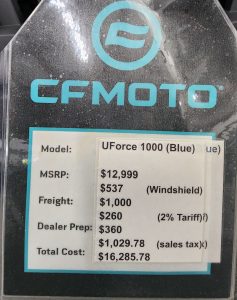 CFMOTO
Model: UForce 1000 (Blue) ue)
MSRP: $12,999
$537 (Windshield)
Freight: $1,000
$260 (2% Tariff)f)
Dealer Prep: $360
$1,029.78 (sales tax)x)
Total Cost: $16,285.78